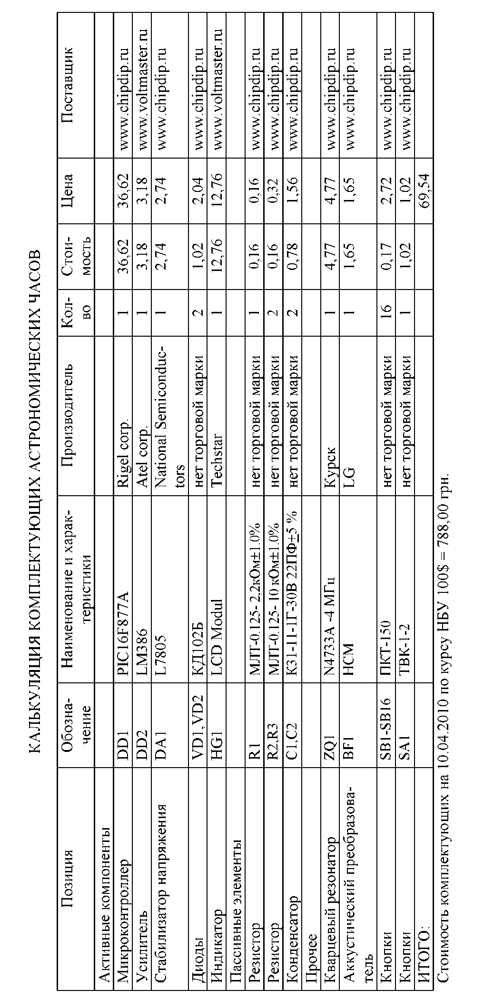 КАЛЬКУЛЯЦИЯ КОМПЛЕКТУЮЩИХ АСТРОНОМИЧЕСКИХ ЧАСОВ
Позиция Обозна- Наименование и харак- Производитель Кол- Стои- Цена Поставщик
чение теристики во мость
Активные компоненты
Микроконтроллер DD1 PIC16F877A Rigel corp. 1 36,62 36,62 www.chipdip.ru
Усилитель DD2 LM386 Atel corp. 1 3,18 3,18 www.voltmaster.ru
Стабилизатор напряжения DA1 L7805 National Semiconduc- 1 2,74 2,74 www.chipdip.ru
tors
Диоды VD1,VD2 КД102Б нет торговой марки 2 1,02 2,04 www.chipdip.ru
Индикатор HG1 LCD Modul Techstar 1 12,76 12,76 www.voltmaster.ru
Пассивные элементы
Резистор R1 МЛТ-0.125- 2,2кОм±1.0% нет торговой марки 1 0,16 0,16 www.chipdip.ru
Резистор R2,R3 МЛТ-0.125- 10 кОм±1.0% нет торговой марки 2 0,16 0,32 www.chipdip.ru
Конденсатор C1,C2 К31-11-1Г-30В 22ПФ±5 % нет торговой марки 2 0,78 1,56 www.chipdip.ru
Прочее
Кварцевый резонатор ZQ1 N4733A -4 МГц Курск 1 4,77 4,77 www.chipdip.ru
Аккустический преобразова- BF1 HCM LG 1 1,65 1,65 www.chipdip.ru
тель
Кнопки SB1-SB16 ПКТ-150 нет торговой марки 16 0,17 2,72 www.chipdip.ru
Кнопки SA1 ТВК-1-2 нет торговой марки 1 1,02 1,02 www.chipdip.ru
ИТОГО: 69,54
Стоимость комплектующих на 10.04.2010 по курсу НБУ 100$ = 788,00 грн.